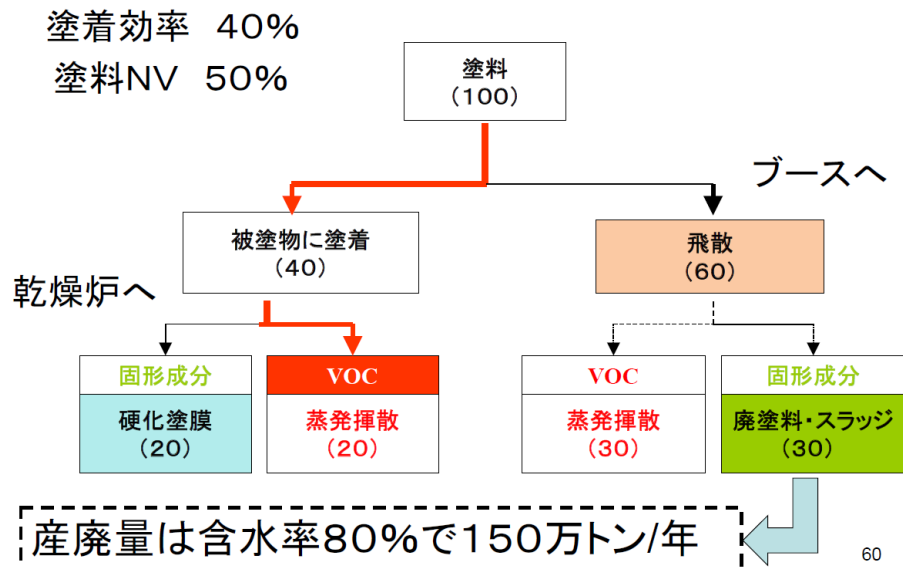 塗着効率 40%
塗料NV 50%
塗料
(100)
ブースへ
被塗物に塗着
(40)
飛散
(60)
乾燥炉へ
固形成分
硬化塗膜
(20)
VOC
蒸発揮散
(20)
VOC
蒸発揮散
(30)
固形成分
廃塗料・スラッジ
(30)
産廃量は含水率80%で150万トン/年
60